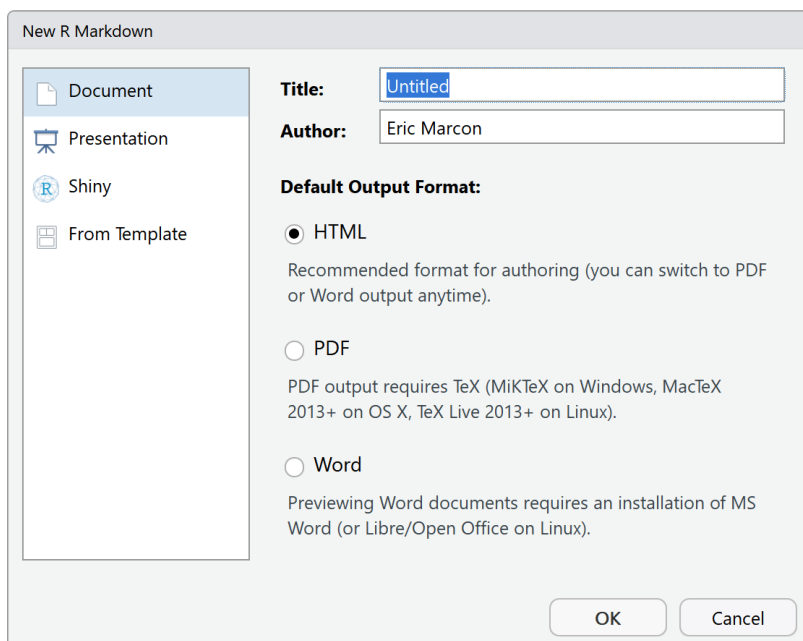 New R Markdown
Document
Presentation
Shiny
From Template
Title:
Untitled
Author:
Eric Marcon
Default Output Format:
HTML
Recommended format for authoring (you can switch to PDF
or Word output anytime).
PDF
PDF output requires TeX (MiKTeX on Windows, MacTeX
2013+ on OS X, TeX Live 2013+ on Linux).
Word
Previewing Word documents requires an installation of MS
Word (or Libre/Open Office on Linux).
OK
Cancel